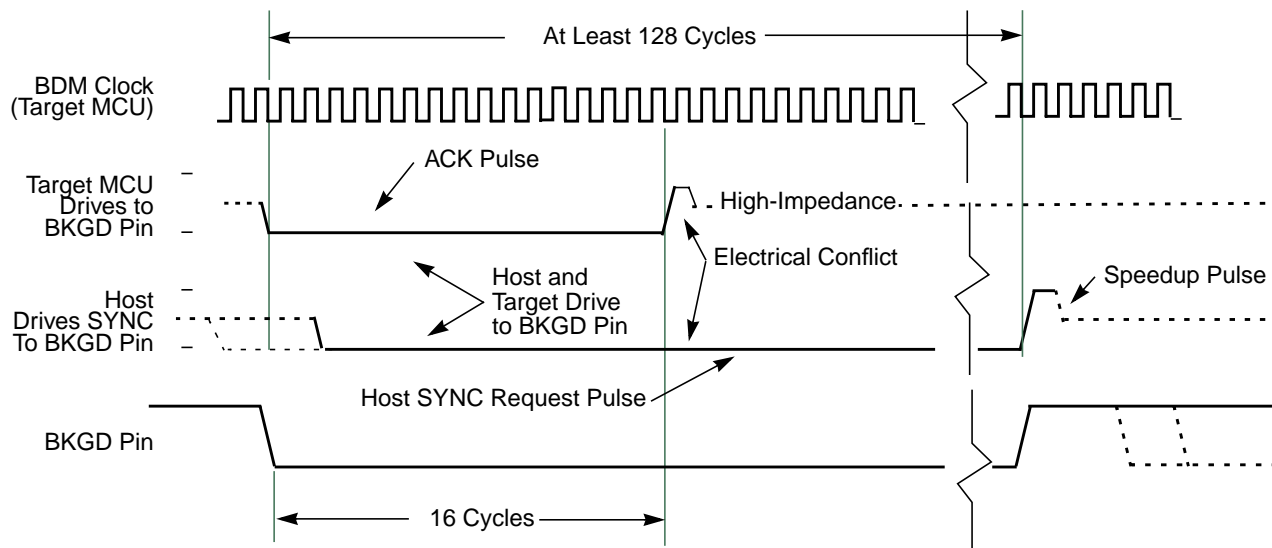 At Least 128 Cycles
BDM Clock
(Target MCU)
ACK Pulse
Target MCU
Drives to
BKGD Pin
High-Impedance
Electrical Conflict
Host and
Target Drive
to BKGD Pin
Speedup Pulse
Host
Drives SYNC
To BKGD Pin
Host SYNC Request Pulse
BKGD Pin
16 Cycles